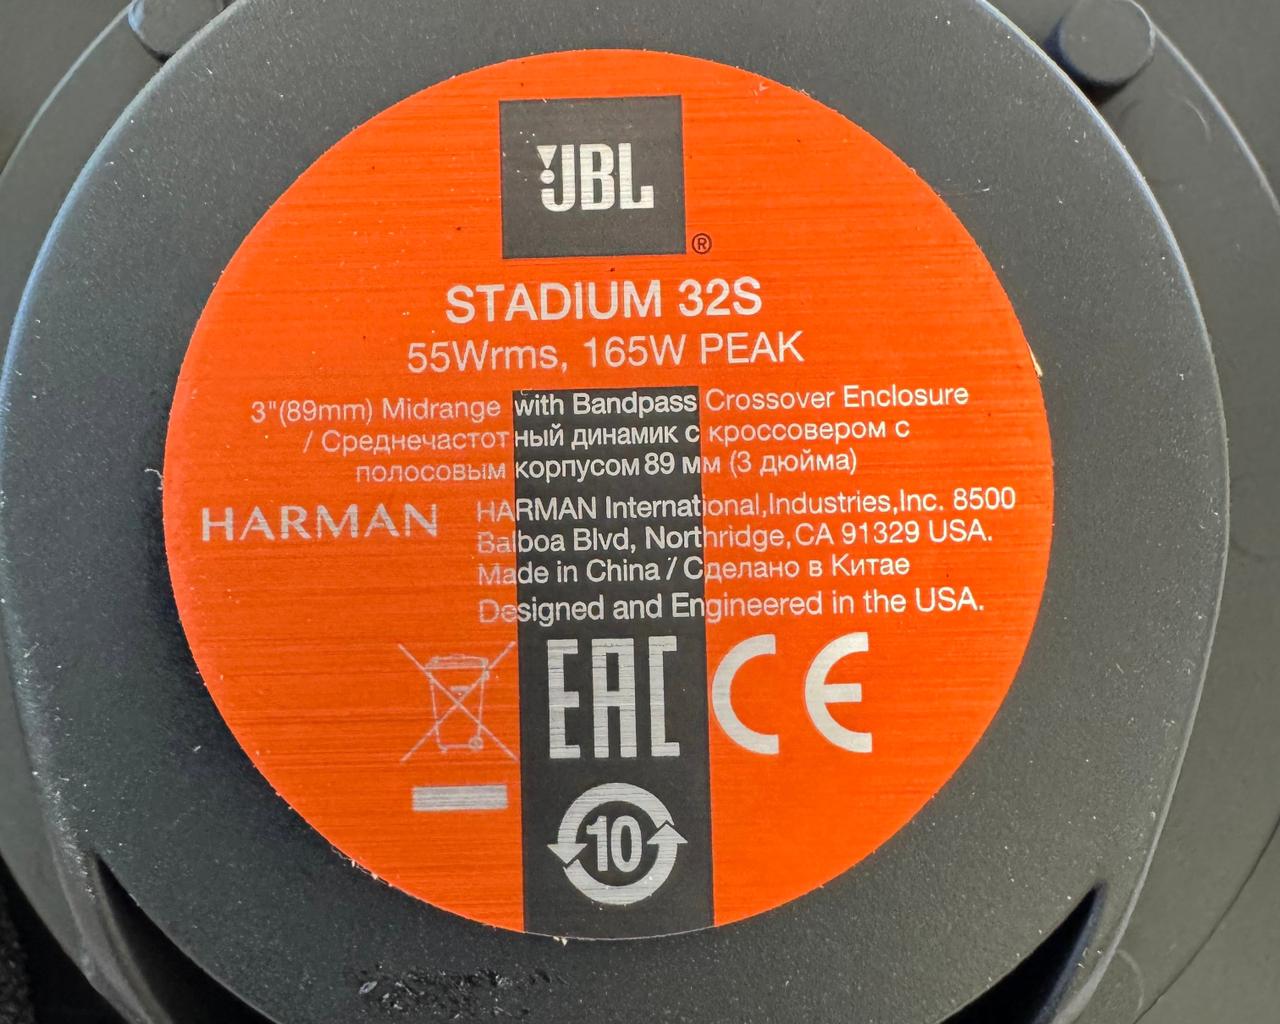 JBL
®
STADIUM 32S
55Wrms, 165W PEAK
3"(89mm) Midrange with Bandpass Crossover Enclosure
/ Среднечастотный динамик с кроссовером с
полосовым корпусом 89 мм (3 дюйма)
HARMAN
HARMAN International,Industries,Inc. 8500
Balboa Blvd, Northridge,CA 91329 USA.
Made in China / Сделано в Китае
Designed and Engineered in the USA.
EAC CE
10